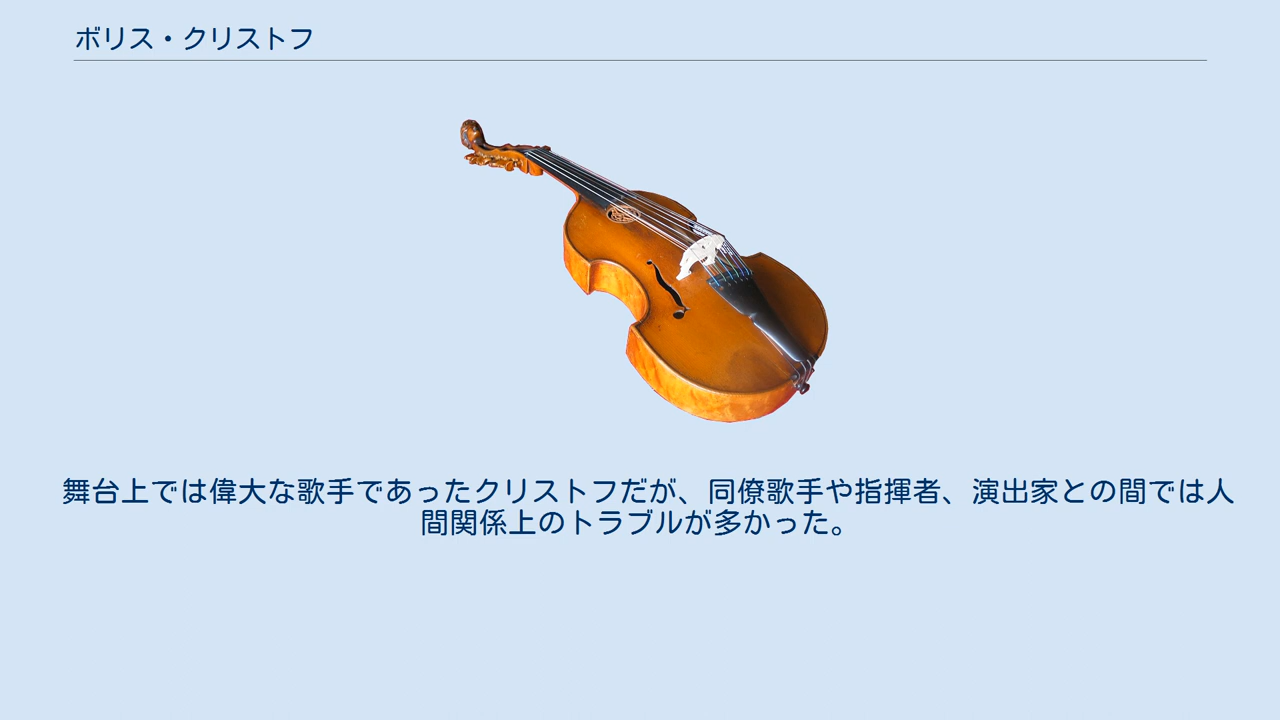 ボリス・クリストフ
舞台上では偉大な歌手であったクリストフだが、同僚歌手や指揮者、演出家との間では人
間関係上のトラブルが多かった。